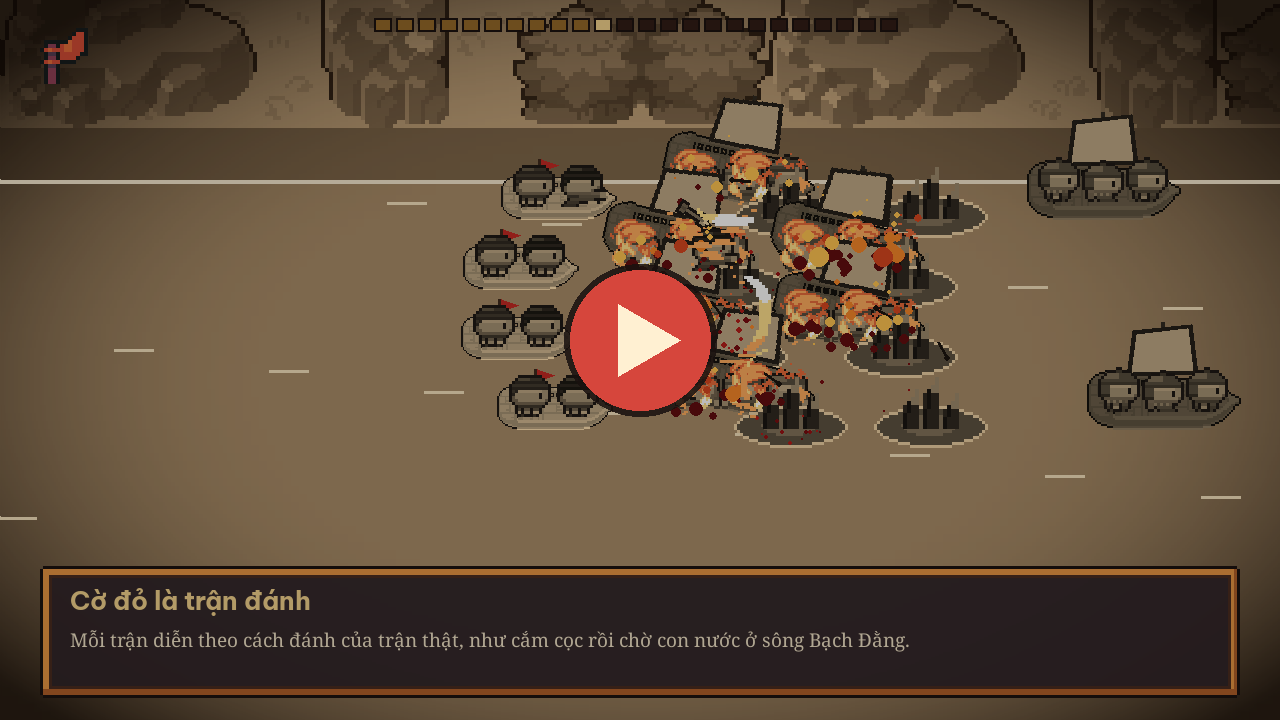 Cờ đỏ là trận đánh
Mỗi trận diễn theo cách đánh của trận thật, như cắm cọc rồi chờ con nước ở sông Bạch Đằng.